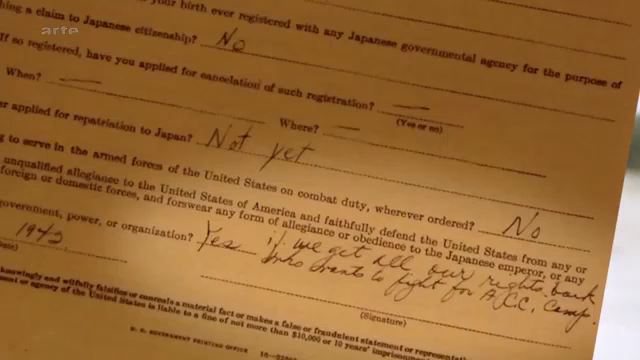 arte
your birth ever registered with any Japanese governmental agency for the purpose of
ing a claim to Japanese citizenship? No
If so registered, have you applied for cancelation of such registration? —
(Yes or no)
When? — Where? —
er applied for repatriation to Japan? Not yet
g to serve in the armed forces of the United States on combat duty, wherever ordered? No
unqualified allegiance to the United States of America and faithfully defend the United States from any or
foreign or domestic forces, and forswear any form of allegiance or obedience to the Japanese emperor, or any
government, power, or organization? Yes if we get all our rights back
who wants to fight for A.C.C. Camp.
(Signature)
knowingly and wilfully falsifies or conceals a material fact or makes a false or fraudulent statement or
ment or agency of the United States is liable to a fine of not more than $10,000 or 10 years'
U. S. GOVERNMENT PRINTING OFFICE